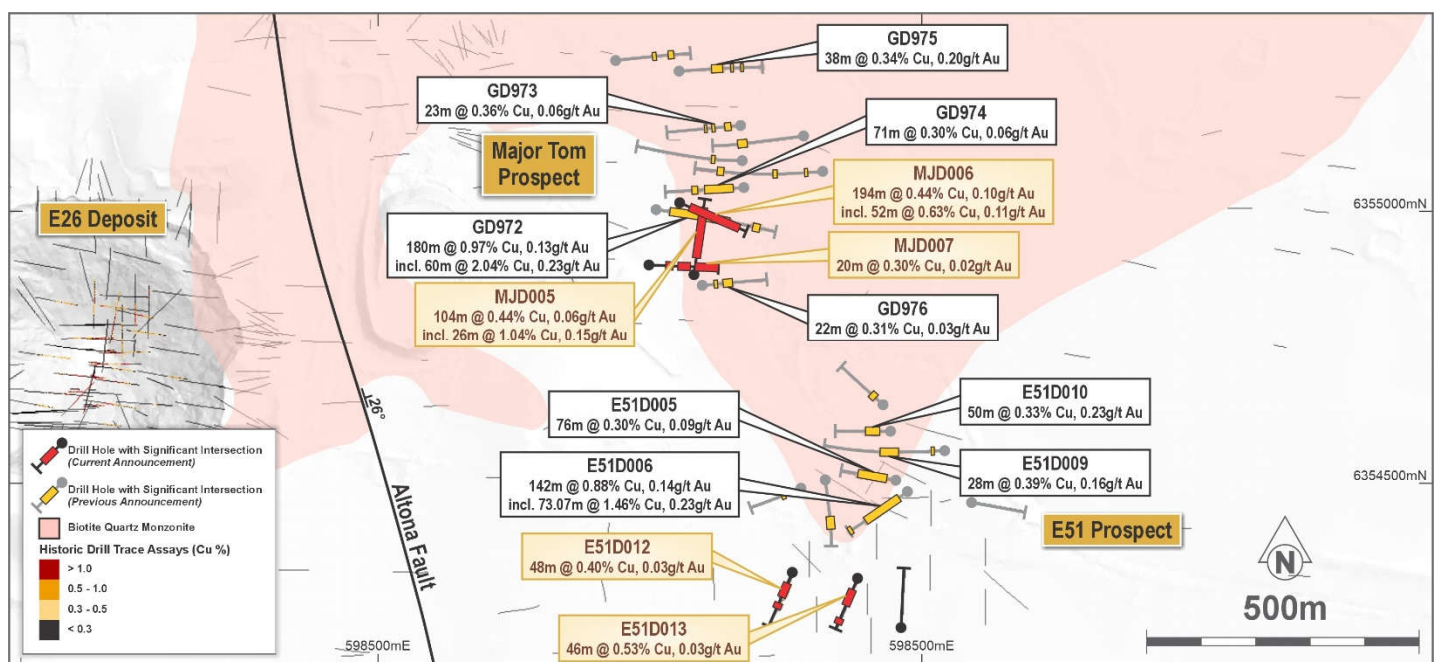 GD975
38m @ 0.34% Cu, 0.20g/t Au
GD973
23m @ 0.36% Cu, 0.06g/t Au
GD974
71m @ 0.30% Cu, 0.06g/t Au
Major Tom
Prospect
MJD006
194m @ 0.44% Cu, 0.10g/t Au
incl. 52m @ 0.63% Cu, 0.11g/t Au
E26 Deposit
6355000mN
GD972
180m @ 0.97% Cu, 0.13g/t Au
incl. 60m @ 2.04% Cu, 0.23g/t Au
MJD007
20m @ 0.30% Cu, 0.02g/t Au
MJD005
104m @ 0.44% Cu, 0.06g/t Au
incl. 26m @ 1.04% Cu, 0.15g/t Au
GD976
22m @ 0.31% Cu, 0.03g/t Au
26°
Altona Fault
E51D005
76m @ 0.30% Cu, 0.09g/t Au
E51D010
50m @ 0.33% Cu, 0.23g/t Au
E51D006
142m @ 0.88% Cu, 0.14g/t Au
incl. 73.07m @ 1.46% Cu, 0.23g/t Au
E51D009
28m @ 0.39% Cu, 0.16g/t Au
6354500mN
E51 Prospect
E51D012
48m @ 0.40% Cu, 0.03g/t Au
E51D013
46m @ 0.53% Cu, 0.03g/t Au
Drill Hole with Significant Intersection
(Current Announcement)
Drill Hole with Significant Intersection
(Previous Announcement)
Biotite Quartz Monzonite
Historic Drill Trace Assays (Cu %)
> 1.0
0.5 - 1.0
0.3 - 0.5
< 0.3
598500mE
598500mE
N
500m